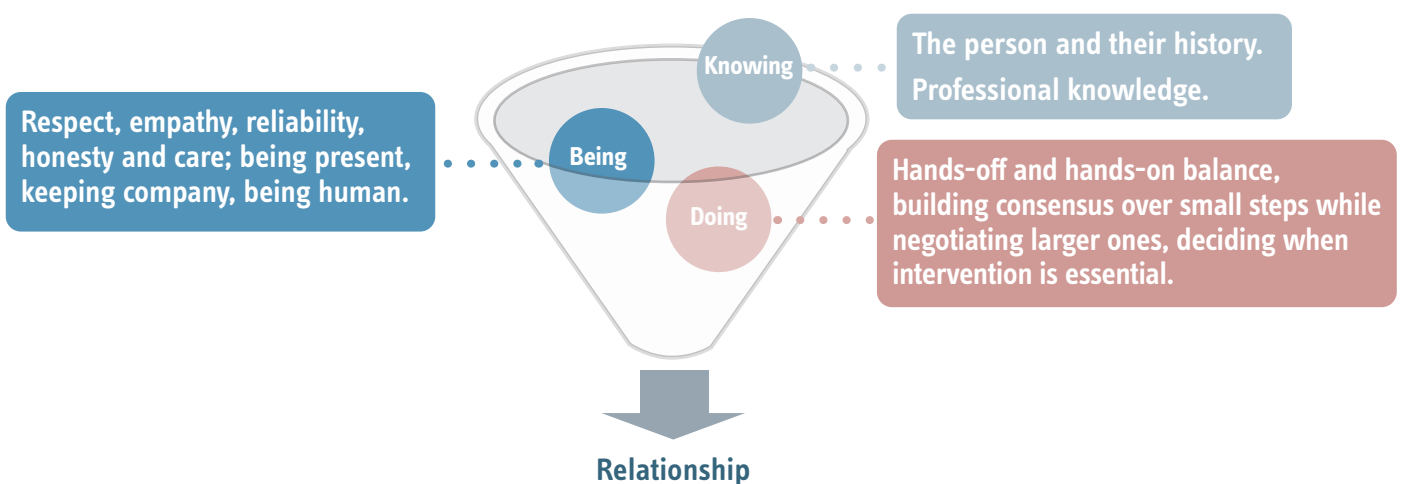 Knowing
The person and their history.
Professional knowledge.
Respect, empathy, reliability,
honesty and care; being present,
keeping company, being human.
Being
Doing
Hands-off and hands-on balance,
building consensus over small steps while
negotiating larger ones, deciding when
intervention is essential.
Relationship